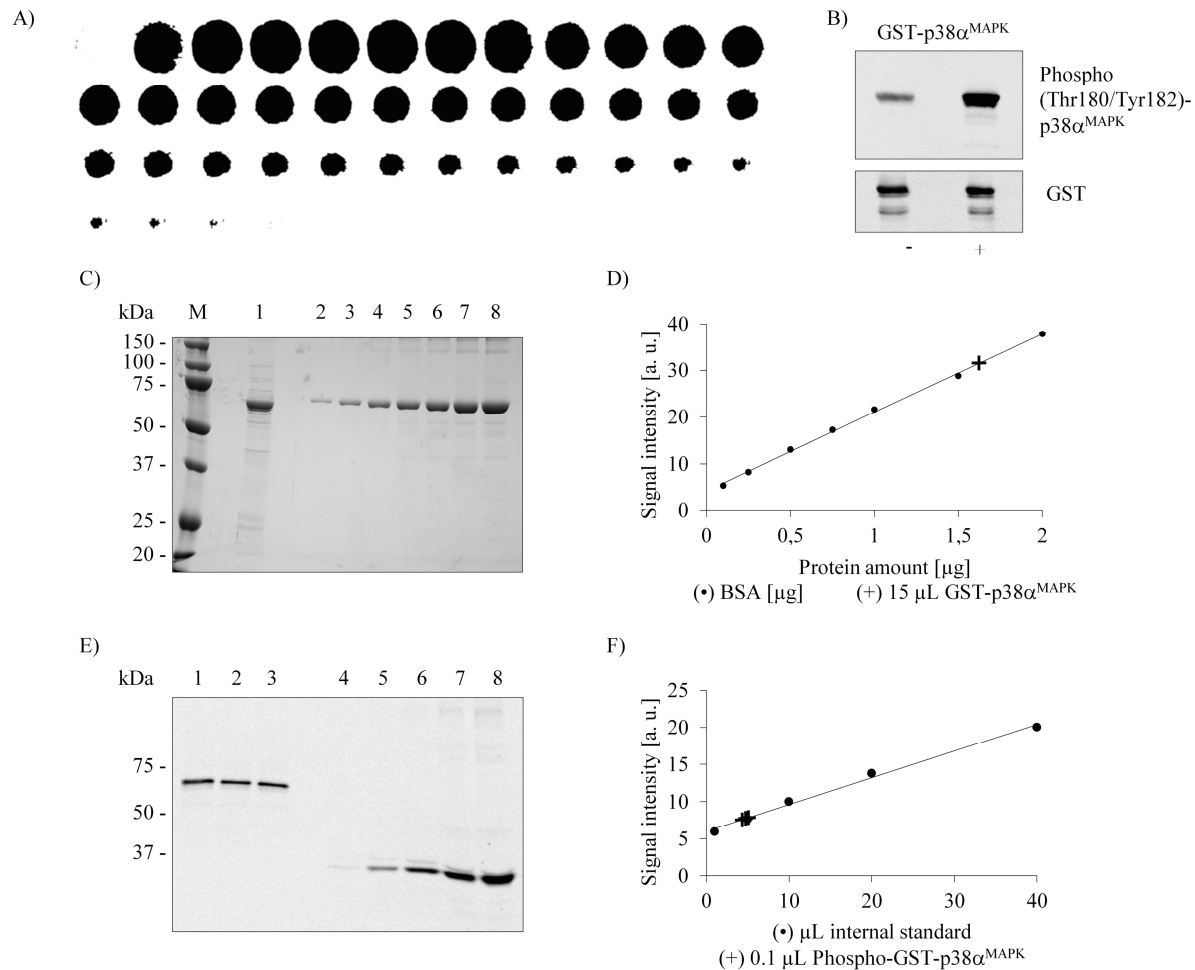 A)
B)
GST-p38α^MAPK
Phospho
(Thr180/Tyr182)-
p38α^MAPK
GST
- +
C)
kDa M 1 2 3 4 5 6 7 8
150 -
100 -
75 -
50 -
37 -
25 -
20 -
D)
Signal intensity [a. u.]
40
30
20
10
0
0 0,5 1 1,5 2
Protein amount [µg]
(•) BSA [µg] (+) 15 µL GST-p38α^MAPK
E)
kDa 1 2 3 4 5 6 7 8
75 -
50 -
37 -
F)
Signal intensity [a. u.]
25
20
15
10
5
0
0 10 20 30 40
(•) µL internal standard
(+) 0.1 µL Phospho-GST-p38α^MAPK